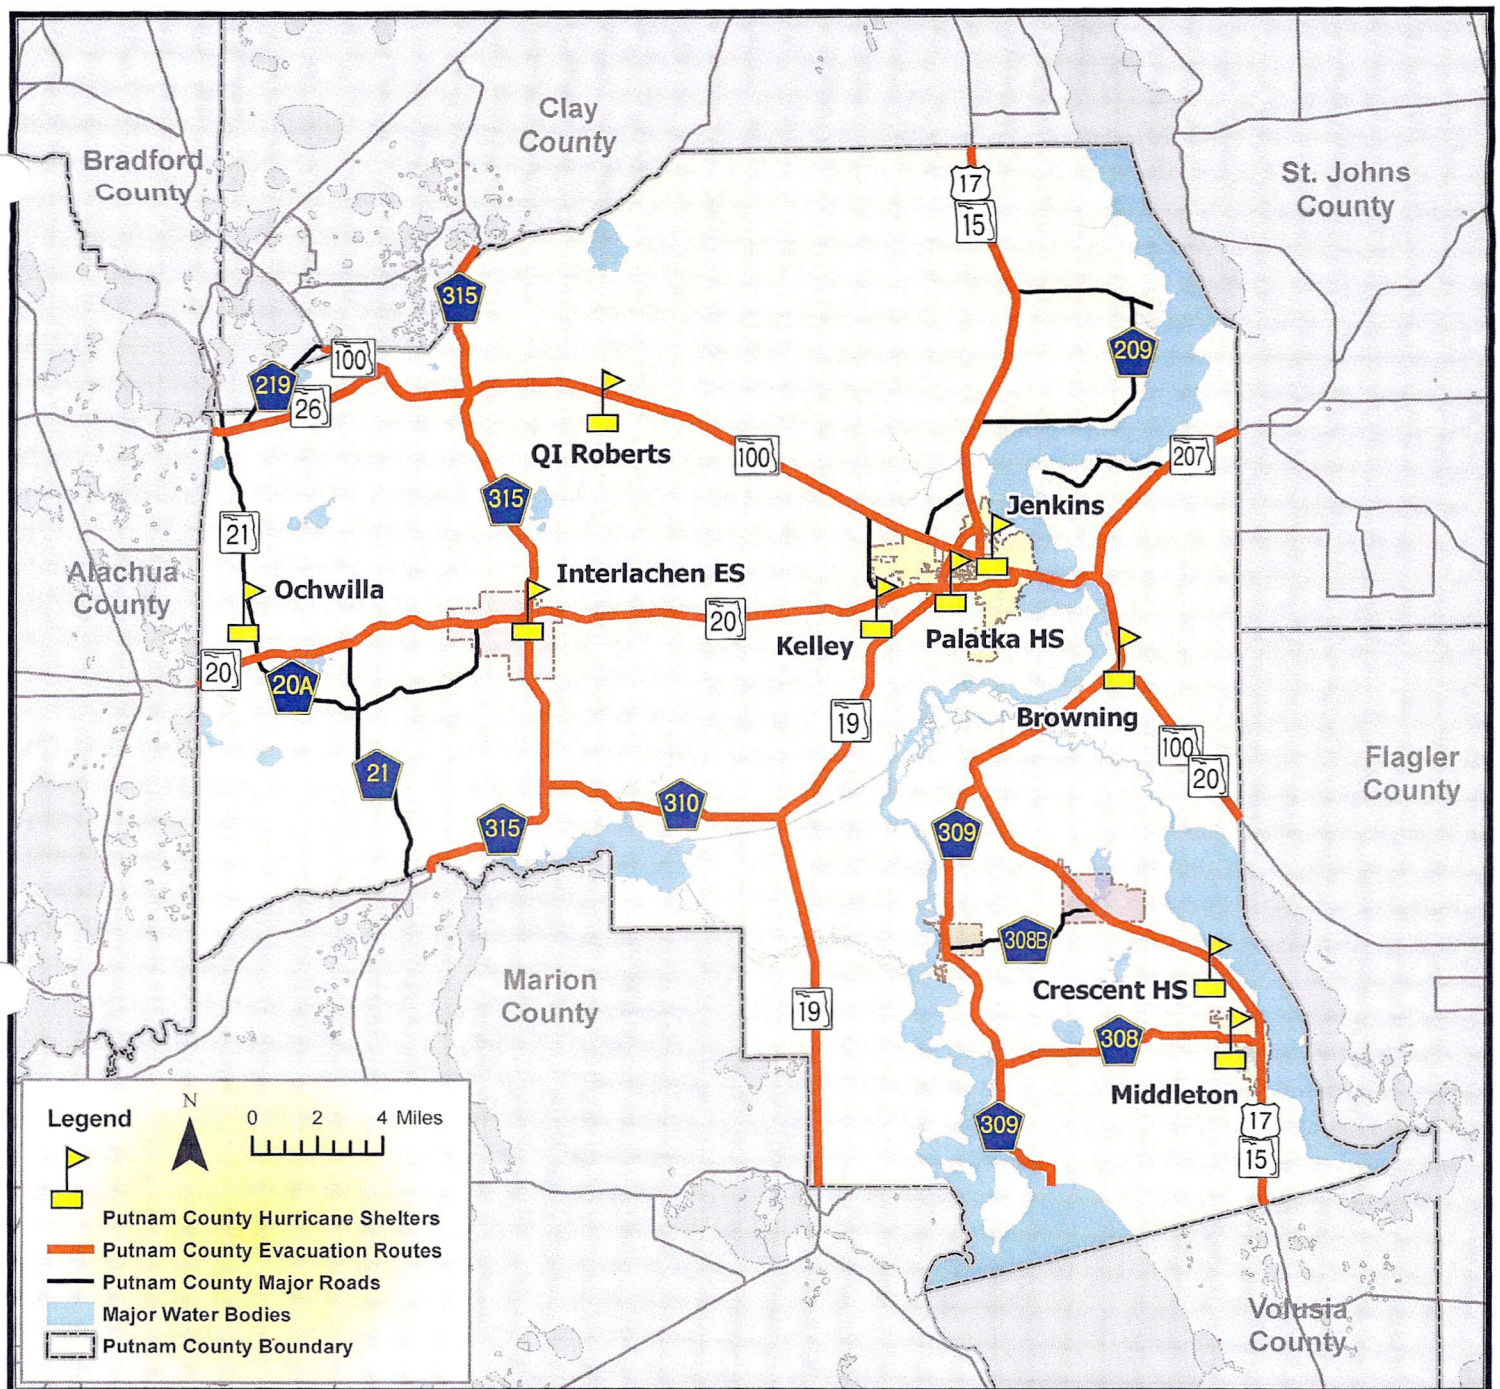 Clay
County
Bradford
County
St. Johns
County
17
15
315
209
100
219
26
QI Roberts
100
207
315
Jenkins
21
Alachua
County
Ochwilla
Interlachen ES
20
Kelley
Palatka HS
20
20A
19
Browning
100
20
21
Flagler
County
310
315
309
308B
Marion
County
Crescent HS
19
308
Middleton
309
17
15
Legend
N
0 2 4 Miles
Putnam County Hurricane Shelters
Putnam County Evacuation Routes
Putnam County Major Roads
Major Water Bodies
Putnam County Boundary
Volusia
County